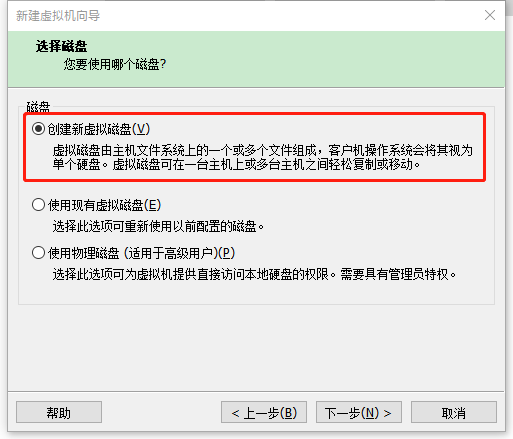 新建虚拟机向导
选择磁盘
您要使用哪个磁盘?
磁盘
创建新虚拟磁盘(V)
虚拟磁盘由主机文件系统上的一个或多个文件组成，客户机操作系统会将其视为
单个硬盘。虚拟磁盘可在一台主机上或多台主机之间轻松复制或移动。
使用现有虚拟磁盘(E)
选择此选项可重新使用以前配置的磁盘。
使用物理磁盘 (适用于高级用户)(P)
选择此选项可为虚拟机提供直接访问本地硬盘的权限。需要具有管理员特权。
帮助
< 上一步(B)
下一步(N) >
取消